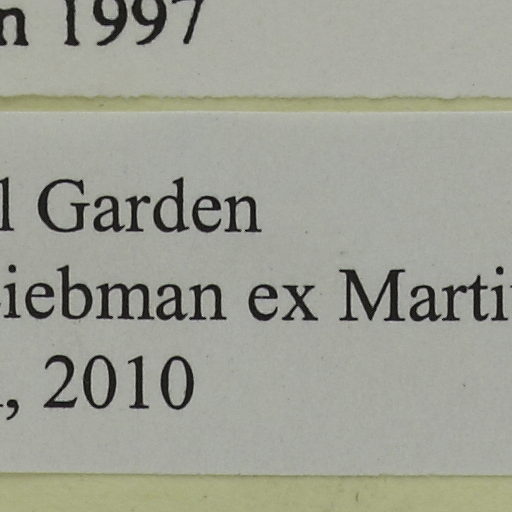 n 1997
l Garden
iebman ex Marti
, 2010